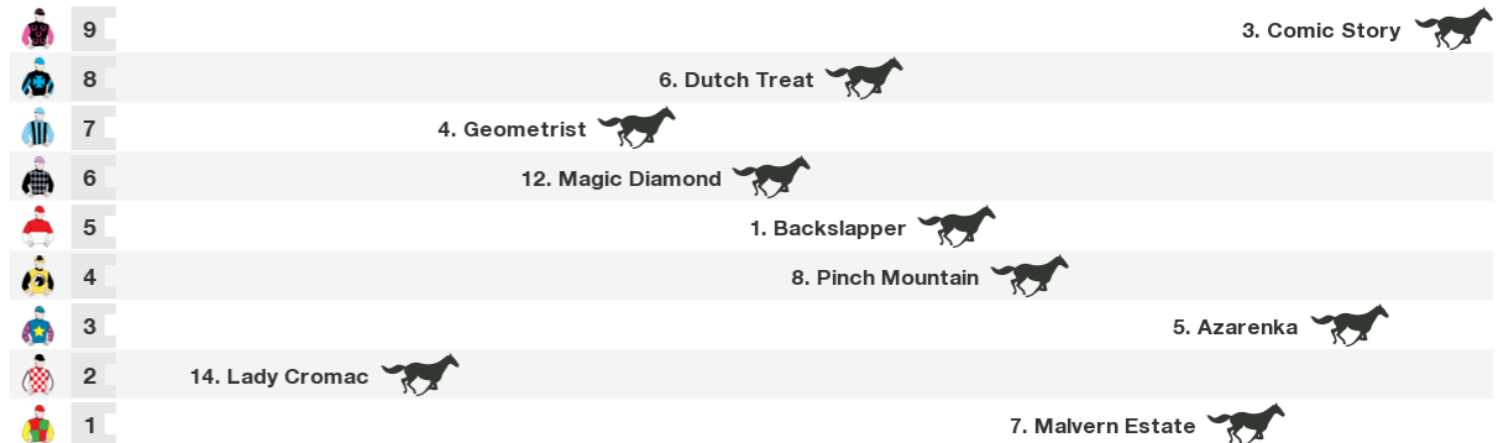 9 3. Comic Story
8 6. Dutch Treat
7 4. Geometrist
6 12. Magic Diamond
5 1. Backslapper
4 8. Pinch Mountain
3 5. Azarenka
2 14. Lady Cromac
1 7. Malvern Estate